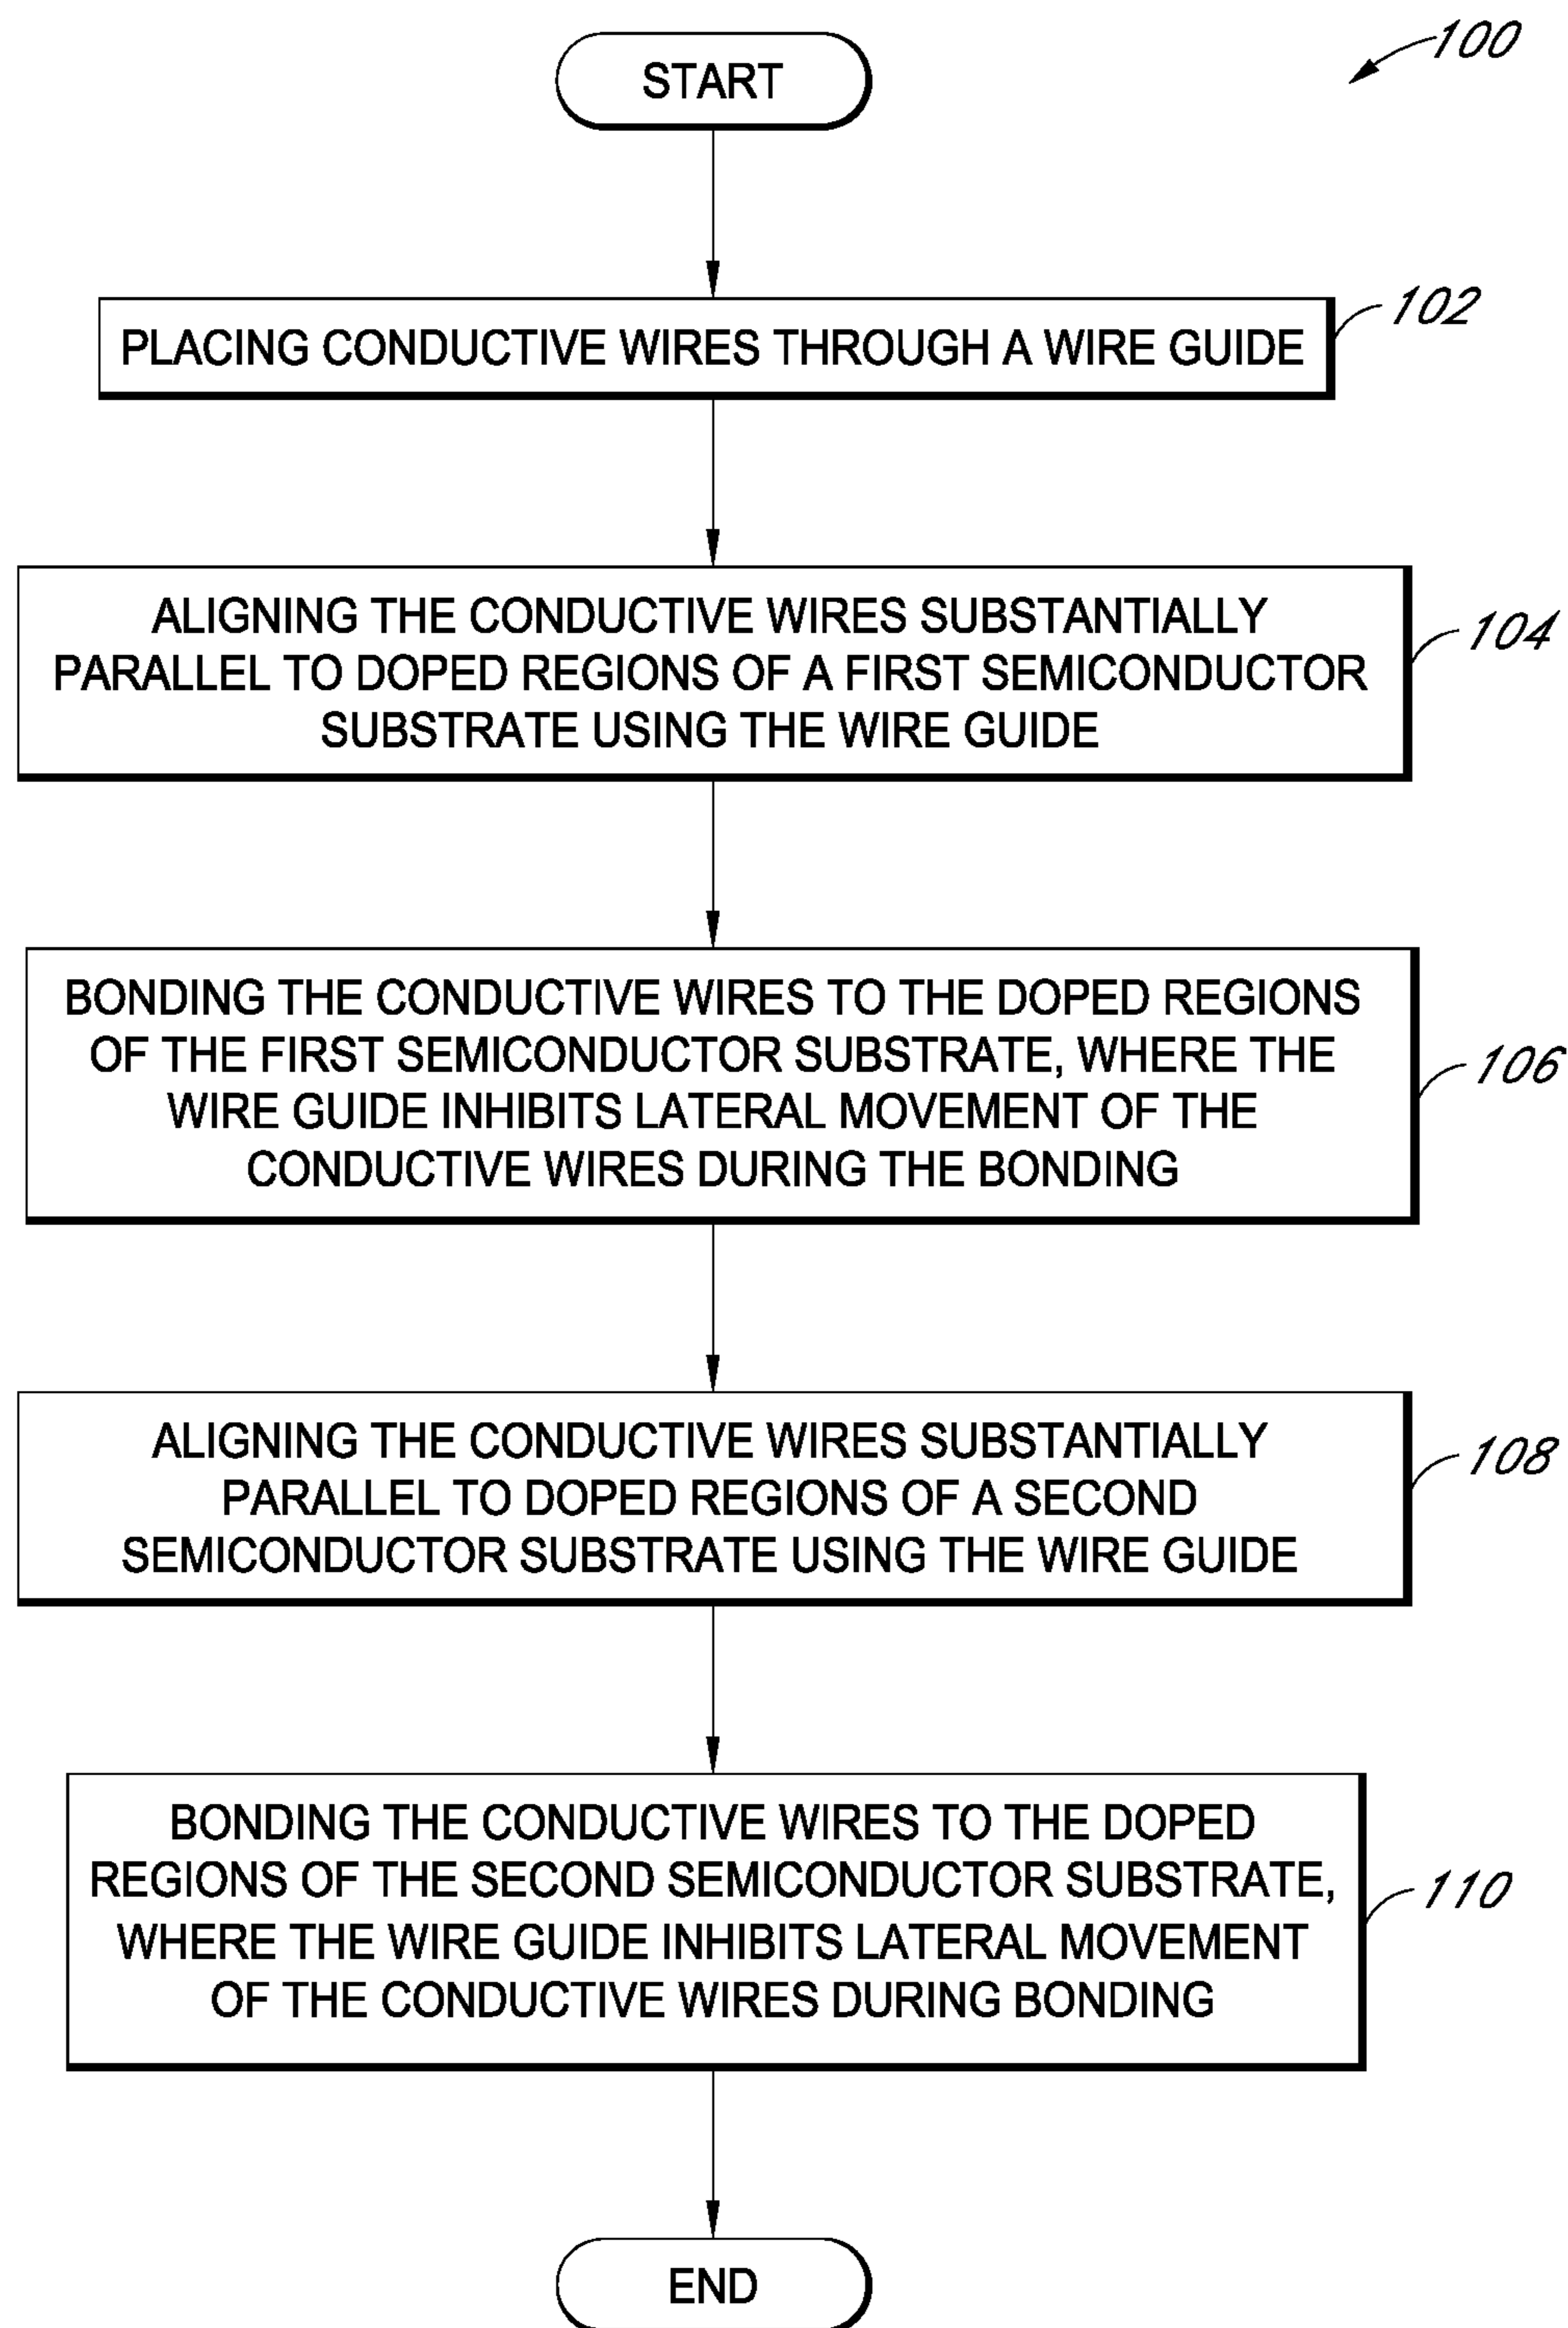 100
START
PLACING CONDUCTIVE WIRES THROUGH A WIRE GUIDE
102
ALIGNING THE CONDUCTIVE WIRES SUBSTANTIALLY
PARALLEL TO DOPED REGIONS OF A FIRST SEMICONDUCTOR
SUBSTRATE USING THE WIRE GUIDE
104
BONDING THE CONDUCTIVE WIRES TO THE DOPED REGIONS
OF THE FIRST SEMICONDUCTOR SUBSTRATE, WHERE THE
WIRE GUIDE INHIBITS LATERAL MOVEMENT OF THE
CONDUCTIVE WIRES DURING THE BONDING
106
ALIGNING THE CONDUCTIVE WIRES SUBSTANTIALLY
PARALLEL TO DOPED REGIONS OF A SECOND
SEMICONDUCTOR SUBSTRATE USING THE WIRE GUIDE
108
BONDING THE CONDUCTIVE WIRES TO THE DOPED
REGIONS OF THE SECOND SEMICONDUCTOR SUBSTRATE,
WHERE THE WIRE GUIDE INHIBITS LATERAL MOVEMENT
OF THE CONDUCTIVE WIRES DURING BONDING
110
END